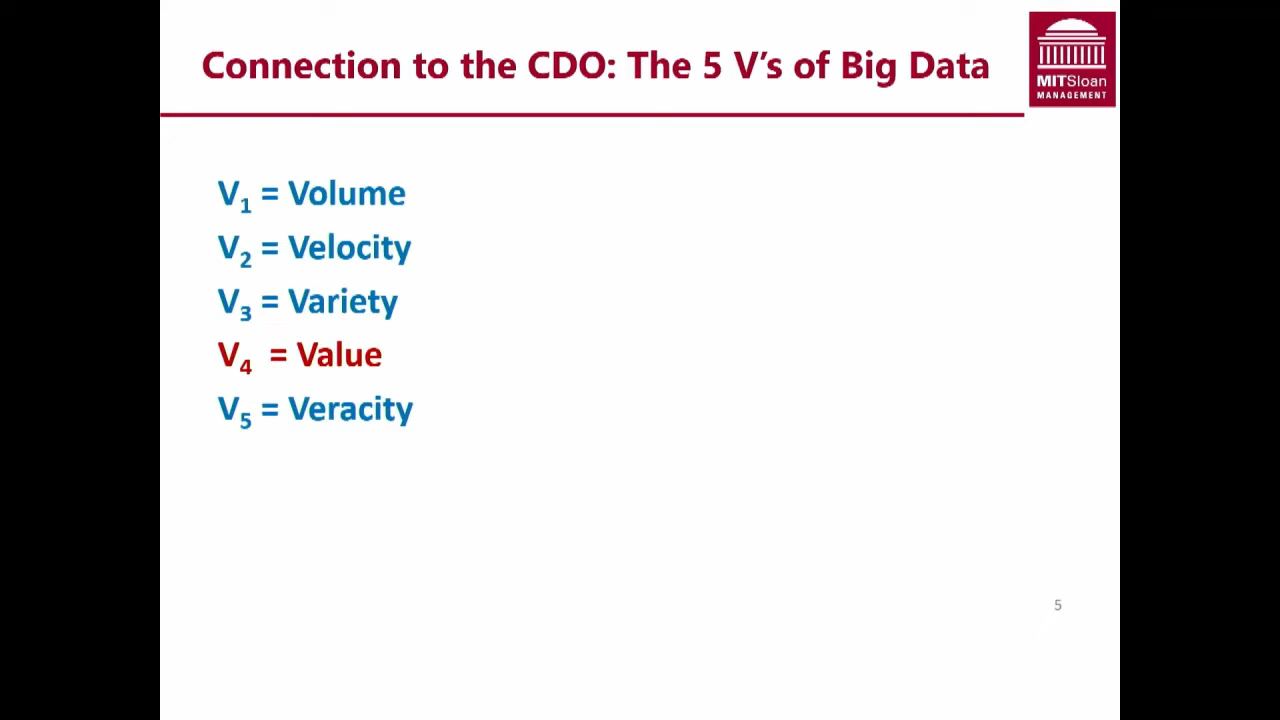 Connection to the CDO: The 5 V's of Big Data
MITSloan
MANAGEMENT
V₁ = Volume
V₂ = Velocity
V₃ = Variety
V₄ = Value
V₅ = Veracity
5